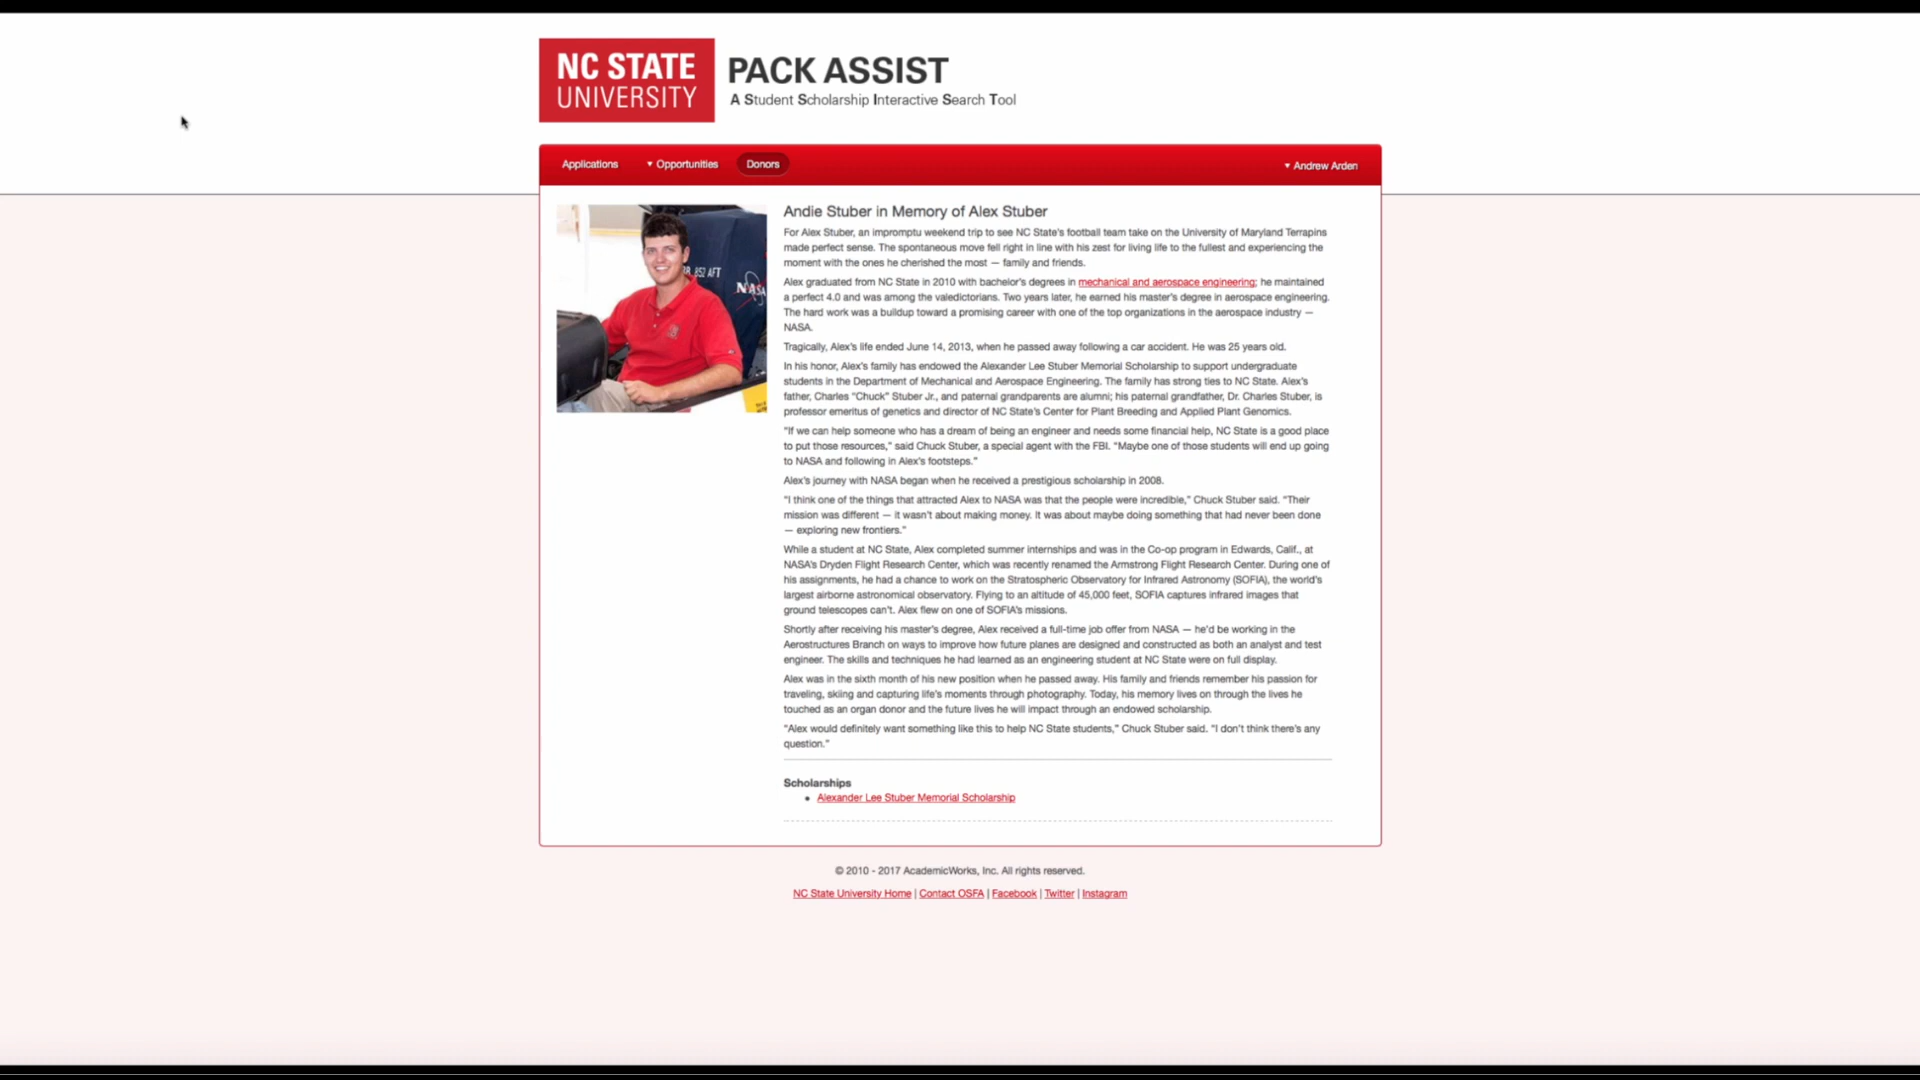 NC STATE
UNIVERSITY
PACK ASSIST
A Student Scholarship Interactive Search Tool
Applications
Opportunities
Donors
Andrew Arden
852 AFT
NASA
Andie Stuber in Memory of Alex Stuber
For Alex Stuber, an impromptu weekend trip to see NC State's football team take on the University of Maryland Terrapins
made perfect sense. The spontaneous move fell right in line with his zest for living life to the fullest and experiencing the
moment with the ones he cherished the most — family and friends.
Alex graduated from NC State in 2010 with bachelor's degrees in mechanical and aerospace engineering; he maintained
a perfect 4.0 and was among the valedictorians. Two years later, he earned his master's degree in aerospace engineering.
The hard work was a buildup toward a promising career with one of the top organizations in the aerospace industry —
NASA.
Tragically, Alex's life ended June 14, 2013, when he passed away following a car accident. He was 25 years old.
In his honor, Alex's family has endowed the Alexander Lee Stuber Memorial Scholarship to support undergraduate
students in the Department of Mechanical and Aerospace Engineering. The family has strong ties to NC State. Alex's
father, Charles "Chuck" Stuber Jr., and paternal grandparents are alumni; his paternal grandfather, Dr. Charles Stuber, is
professor emeritus of genetics and director of NC State's Center for Plant Breeding and Applied Plant Genomics.
"If we can help someone who has a dream of being an engineer and needs some financial help, NC State is a good place
to put those resources," said Chuck Stuber, a special agent with the FBI. "Maybe one of those students will end up going
to NASA and following in Alex's footsteps."
Alex's journey with NASA began when he received a prestigious scholarship in 2008.
"I think one of the things that attracted Alex to NASA was that the people were incredible," Chuck Stuber said. "Their
mission was different — it wasn't about making money. It was about maybe doing something that had never been done
— exploring new frontiers."
While a student at NC State, Alex completed summer internships and was in the Co-op program in Edwards, Calif., at
NASA's Dryden Flight Research Center, which was recently renamed the Armstrong Flight Research Center. During one of
his assignments, he had a chance to work on the Stratospheric Observatory for Infrared Astronomy (SOFIA), the world's
largest airborne astronomical observatory. Flying to an altitude of 45,000 feet, SOFIA captures infrared images that
ground telescopes can't. Alex flew on one of SOFIA's missions.
Shortly after receiving his master's degree, Alex received a full-time job offer from NASA — he'd be working in the
Aerostructures Branch on ways to improve how future planes are designed and constructed as both an analyst and test
engineer. The skills and techniques he had learned as an engineering student at NC State were on full display.
Alex was in the sixth month of his new position when he passed away. His family and friends remember his passion for
traveling, skiing and capturing life's moments through photography. Today, his memory lives on through the lives he
touched as an organ donor and the future lives he will impact through an endowed scholarship.
"Alex would definitely want something like this to help NC State students," Chuck Stuber said. "I don't think there's any
question."
Scholarships
• Alexander Lee Stuber Memorial Scholarship
© 2010 - 2017 AcademicWorks, Inc. All rights reserved.
NC State University Home | Contact OSFA | Facebook | Twitter | Instagram